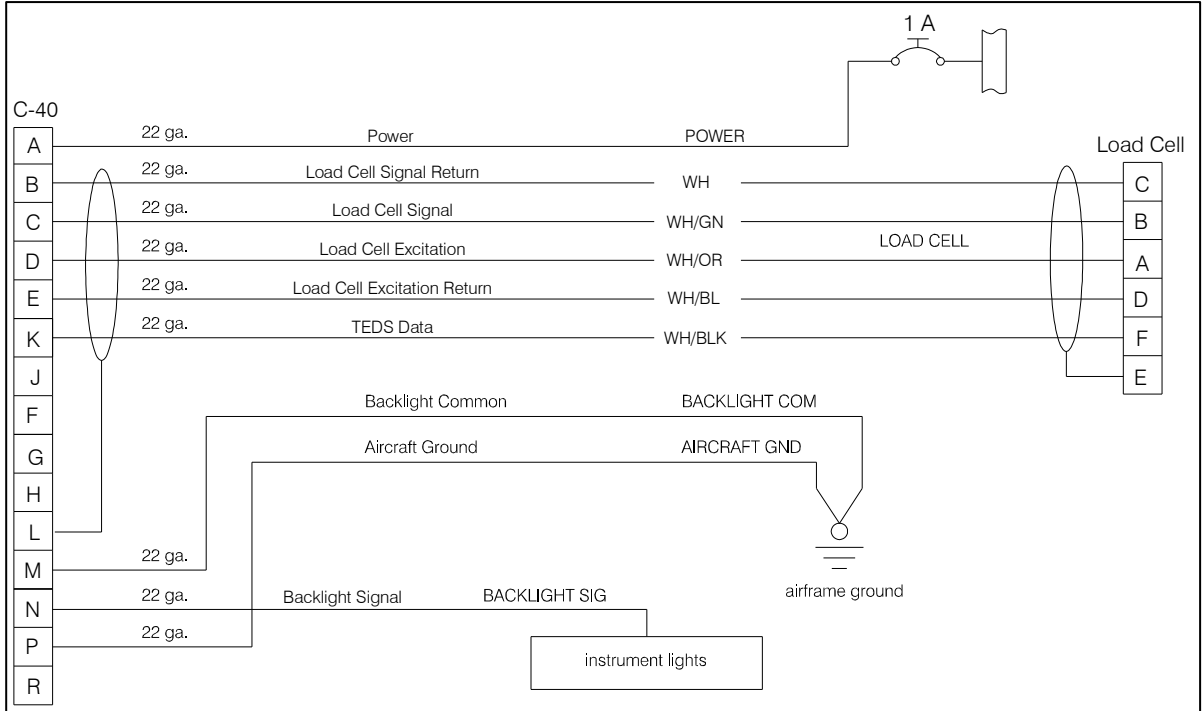 1 A
C-40
A 22 ga. Power POWER
Load Cell
B 22 ga. Load Cell Signal Return WH C
C 22 ga. Load Cell Signal WH/GN B
D 22 ga. Load Cell Excitation WH/OR LOAD CELL A
E 22 ga. Load Cell Excitation Return WH/BL D
K 22 ga. TEDS Data WH/BLK F
J E
F Backlight Common BACKLIGHT COM
G Aircraft Ground AIRCRAFT GND
H
L
M 22 ga.
airframe ground
N 22 ga. Backlight Signal BACKLIGHT SIG
P 22 ga.
instrument lights
R